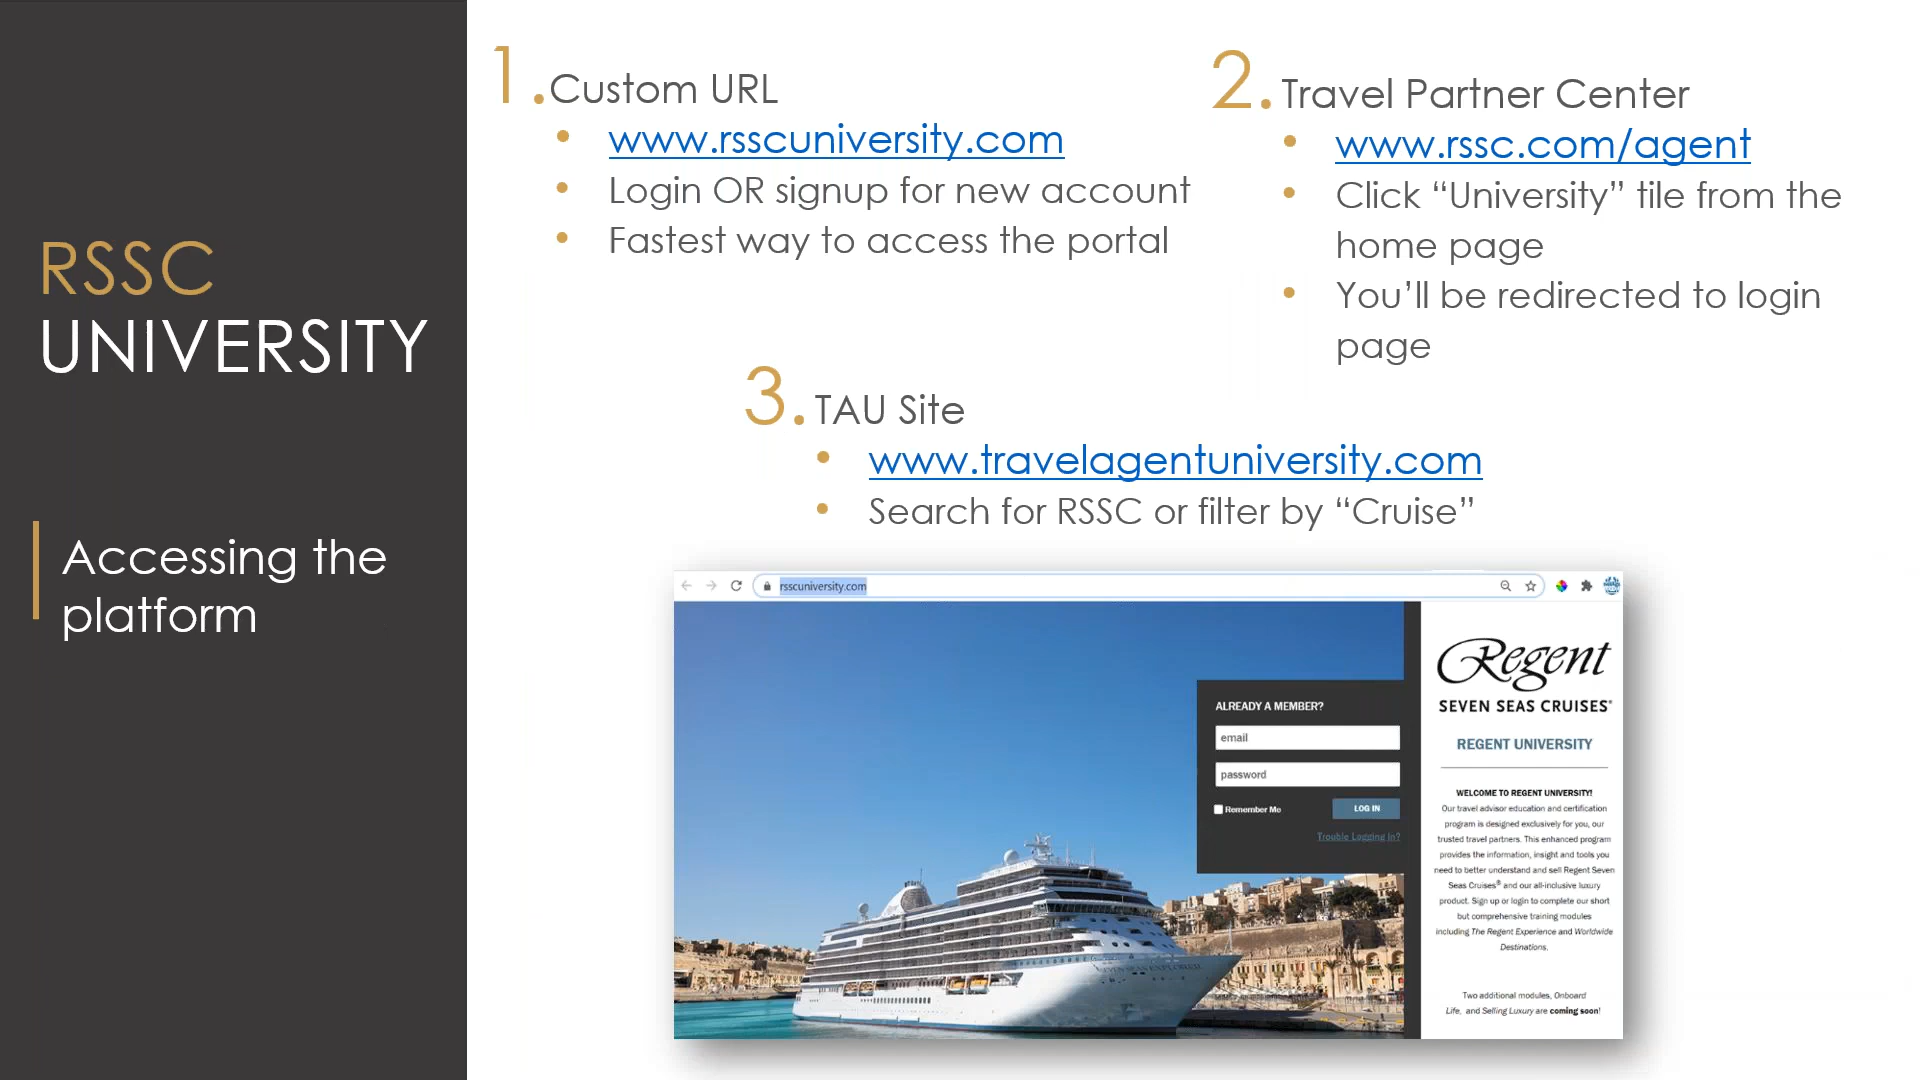 RSSC
UNIVERSITY
Accessing the
platform
1. Custom URL
• www.rsscuniversity.com
• Login OR signup for new account
• Fastest way to access the portal
2. Travel Partner Center
• www.rssc.com/agent
• Click “University” tile from the
home page
• You’ll be redirected to login
page
3. TAU Site
• www.travelagentuniversity.com
• Search for RSSC or filter by “Cruise”
rsscuniversity.com
ALREADY A MEMBER?
email
password
Remember Me
LOG IN
Trouble Logging In?
SEVEN SEAS EXPLORER
Regent
SEVEN SEAS CRUISES®
REGENT UNIVERSITY
WELCOME TO REGENT UNIVERSITY!
Our travel advisor education and certification
program is designed exclusively for you, our
trusted travel partners. This enhanced program
provides the information, insight and tools you
need to better understand and sell Regent Seven
Seas Cruises® and our all-inclusive luxury
product. Sign up or login to complete our short
but comprehensive training modules
including The Regent Experience and Worldwide
Destinations.
Two additional modules, Onboard
Life, and Selling Luxury are coming soon!